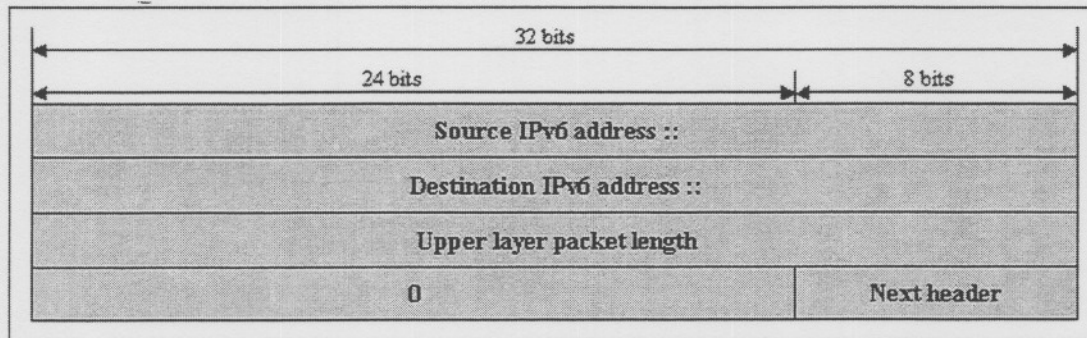 32 bits
24 bits 8 bits
Source IPv6 address ::
Destination IPv6 address ::
Upper layer packet length
0 Next header